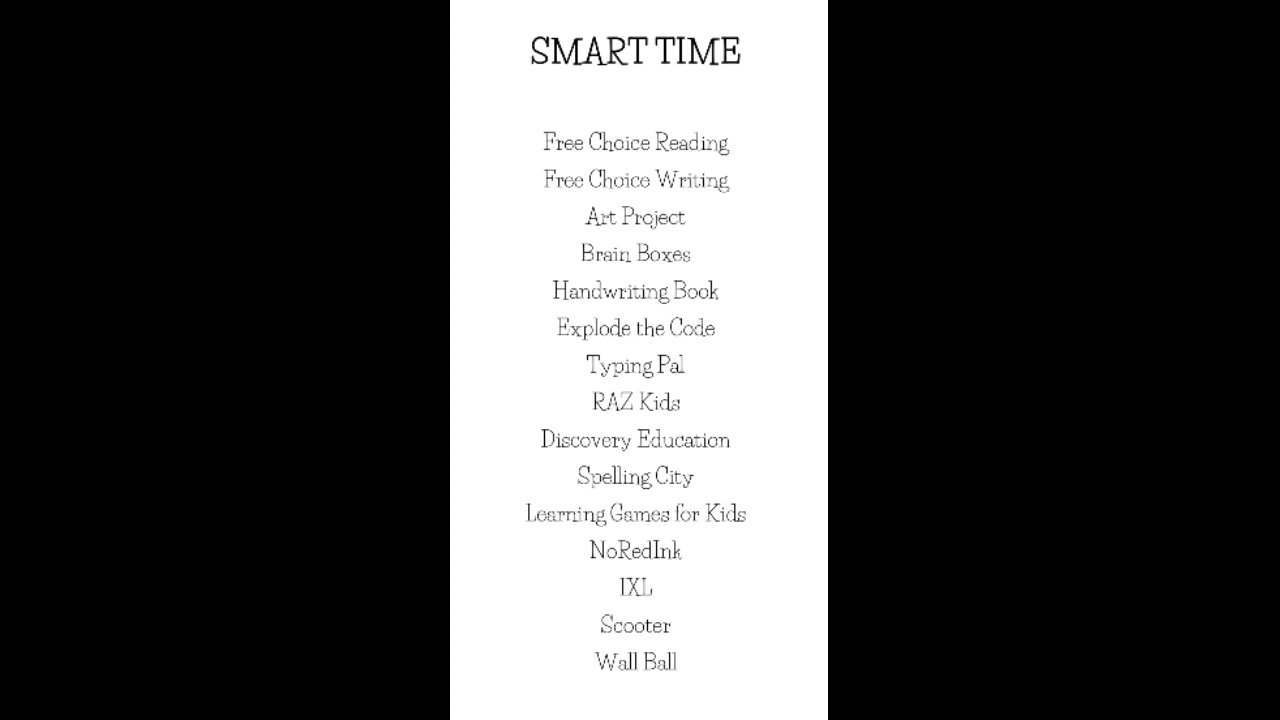 SMART TIME
Free Choice Reading
Free Choice Writing
Art Project
Brain Boxes
Handwriting Book
Explode the Code
Typing Pal
RAZ Kids
Discovery Education
Spelling City
Learning Games for Kids
NoRedInk
IXL
Scooter
Wall Ball